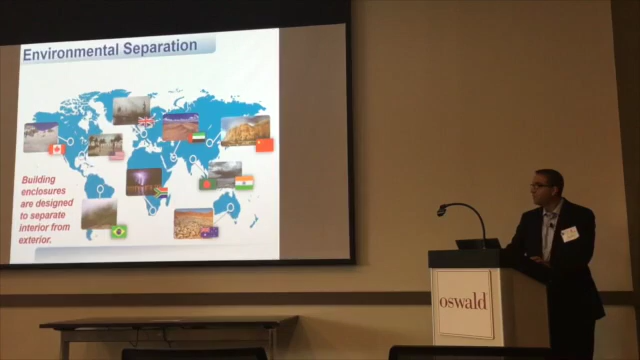 Environmental Separation
Building
enclosures
are designed
to separate
interior from
exterior.
oswald